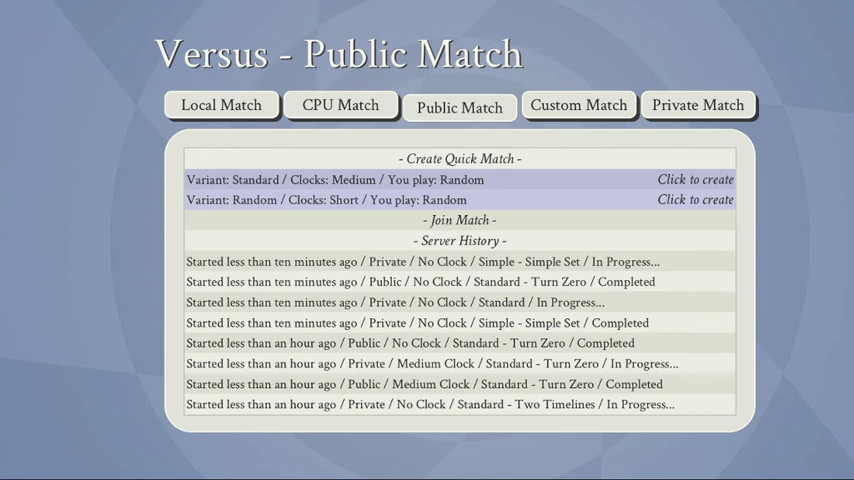 Versus - Public Match
Local Match
CPU Match
Public Match
Custom Match
Private Match
- Create Quick Match -
Variant: Standard / Clocks: Medium / You play: Random Click to create
Variant: Random / Clocks: Short / You play: Random Click to create
- Join Match -
- Server History -
Started less than ten minutes ago / Private / No Clock / Simple - Simple Set / In Progress...
Started less than ten minutes ago / Public / No Clock / Standard - Turn Zero / Completed
Started less than ten minutes ago / Private / No Clock / Standard / In Progress...
Started less than ten minutes ago / Private / No Clock / Simple - Simple Set / Completed
Started less than an hour ago / Public / No Clock / Standard - Turn Zero / Completed
Started less than an hour ago / Private / Medium Clock / Standard - Turn Zero / In Progress...
Started less than an hour ago / Public / Medium Clock / Standard - Turn Zero / Completed
Started less than an hour ago / Private / No Clock / Standard - Two Timelines / In Progress...